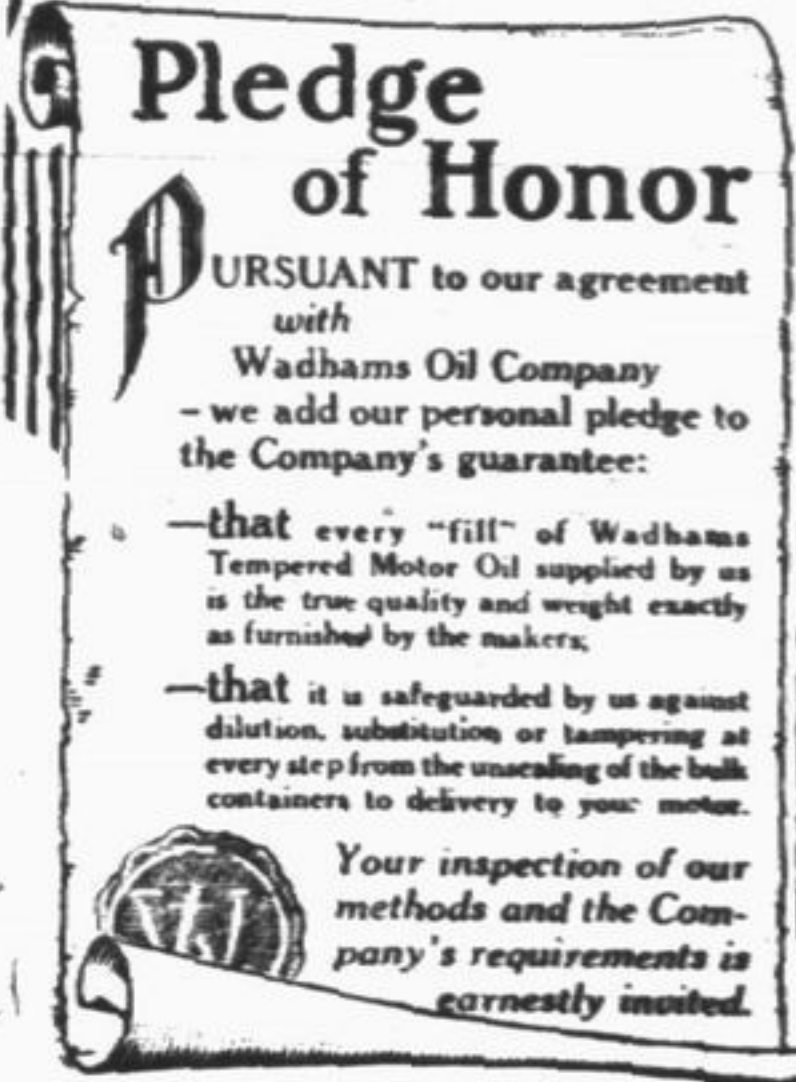 Pledge
of Honor
PURSUANT to our agreement
with
Wadhams Oil Company
– we add our personal pledge to
the Company's guarantee:
—that every "fill" of Wadhams
Tempered Motor Oil supplied by us
is the true quality and weight exactly
as furnished by the makers;
—that it is safeguarded by us against
dilution, substitution or tampering at
every step from the unsealing of the bulk
containers to delivery to your motor.
Your inspection of our
methods and the Com-
pany's requirements is
earnestly invited.
W